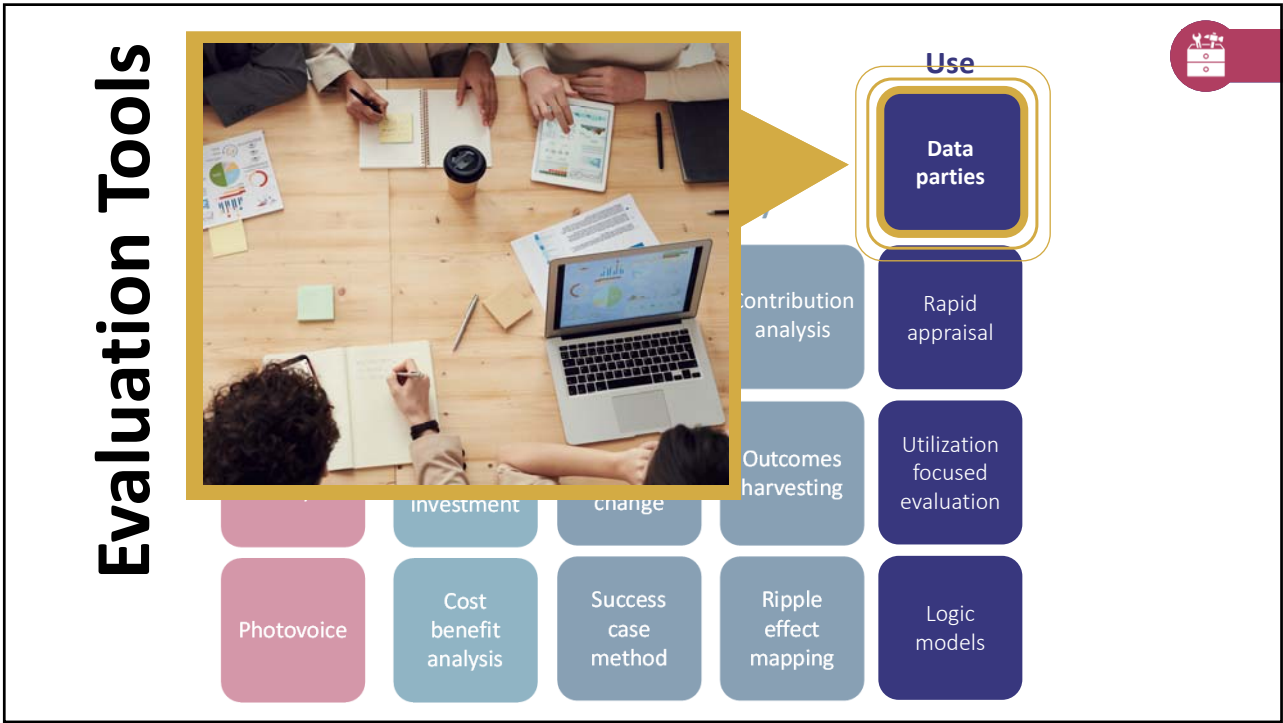 Evaluation Tools
Use
Data
parties
contribution
analysis
Rapid
appraisal
investment
change
Outcomes
harvesting
Utilization
focused
evaluation
Photovoice
Cost
benefit
analysis
Success
case
method
Ripple
effect
mapping
Logic
models